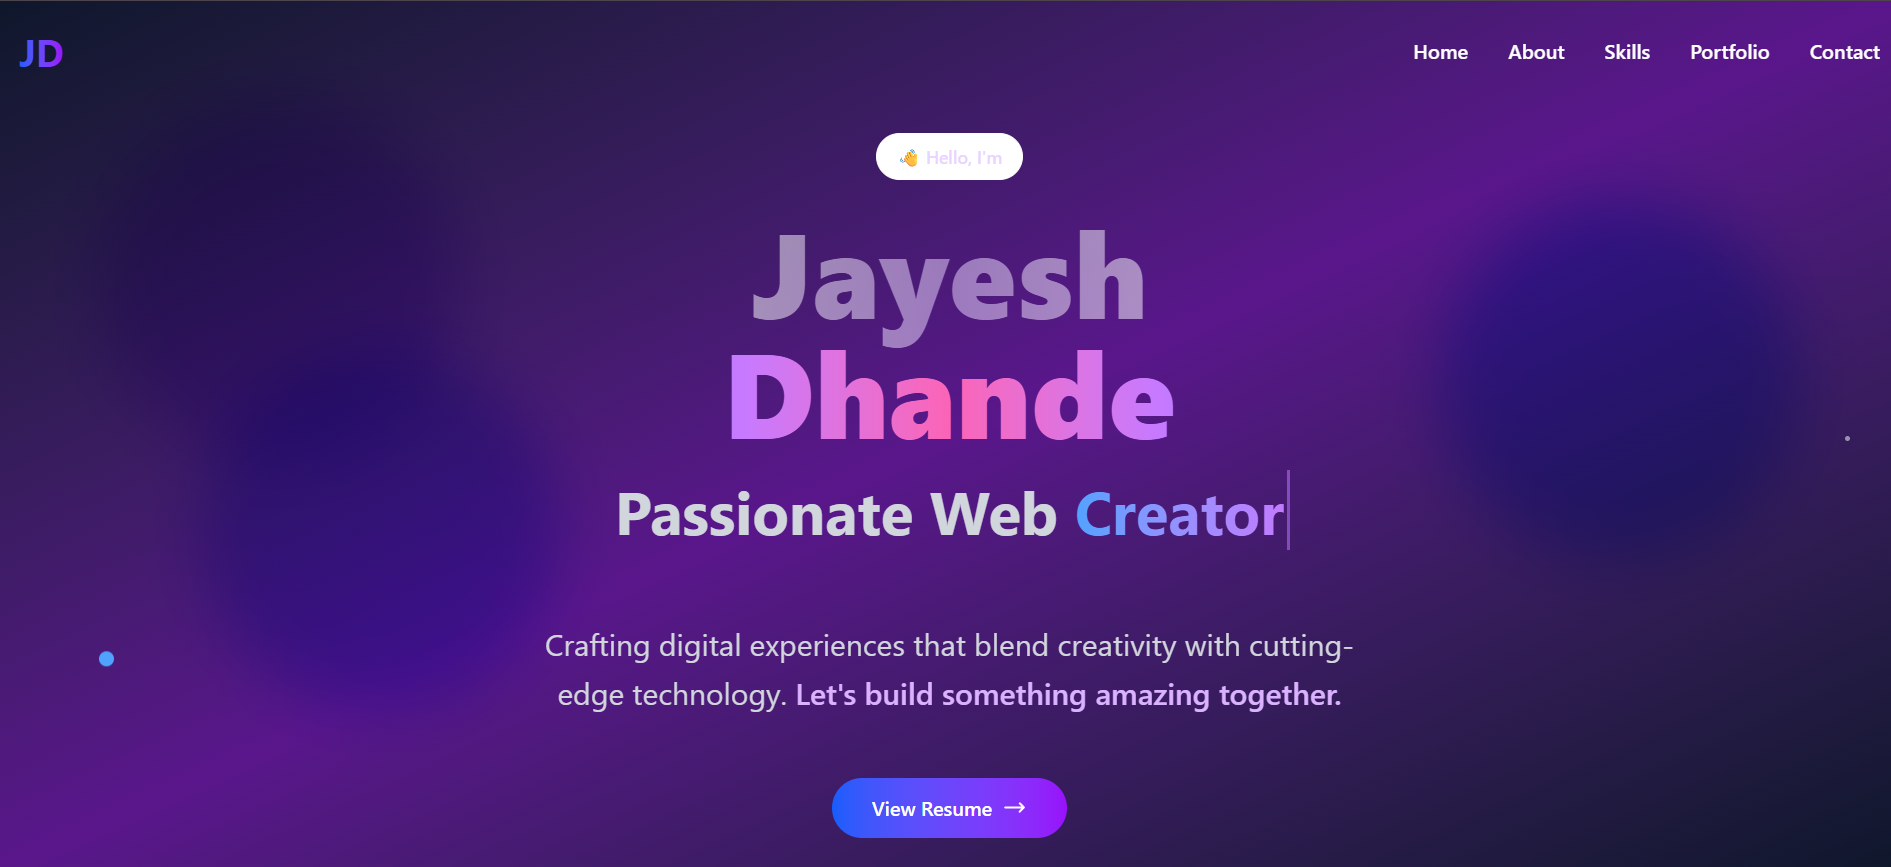 JD
Home About Skills Portfolio Contact
👋 Hello, I'm
Jayesh
Dhande
Passionate Web Creator
Crafting digital experiences that blend creativity with cutting-
edge technology. Let's build something amazing together.
View Resume →